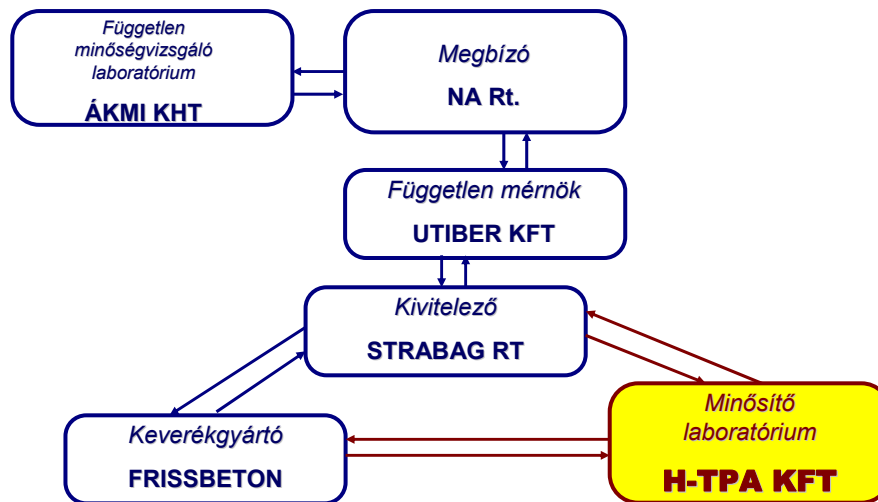 Független
minőségvizsgáló
laboratórium
ÁKMI KHT
Megbízó
NA Rt.
Független mérnök
UTIBER KFT
Kivitelező
STRABAG RT
Keverékgyártó
FRISSBETON
Minősítő
laboratórium
H-TPA KFT